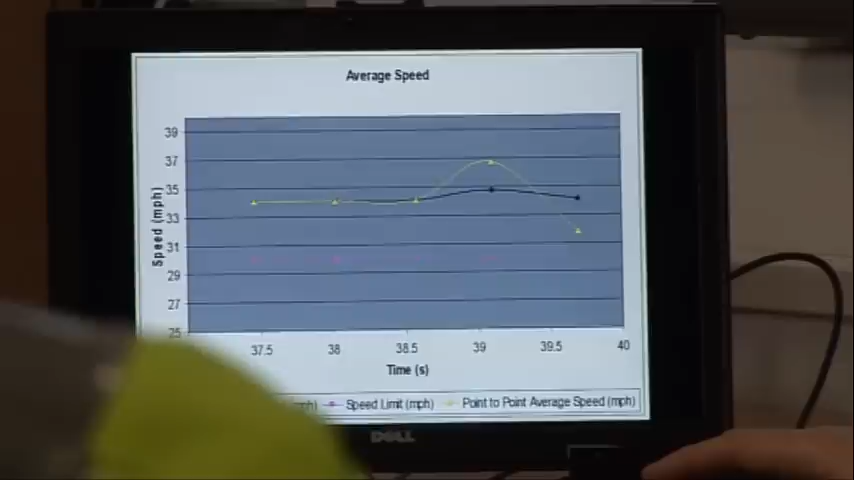 Average Speed
39
37
35
33
31
29
27
25
Speed (mph)
37.5 38 38.5 39 39.5 40
Time (s)
mph) Speed Limit (mph) Point to Point Average Speed (mph)
DELL